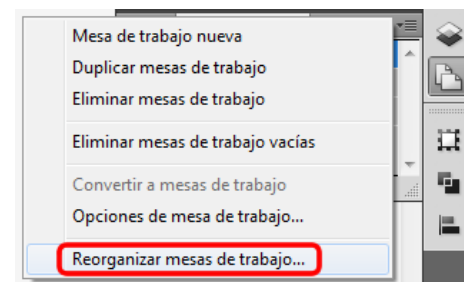 Mesa de trabajo nueva
Duplicar mesas de trabajo
Eliminar mesas de trabajo
Eliminar mesas de trabajo vacías
Convertir a mesas de trabajo
Opciones de mesa de trabajo...
Reorganizar mesas de trabajo...